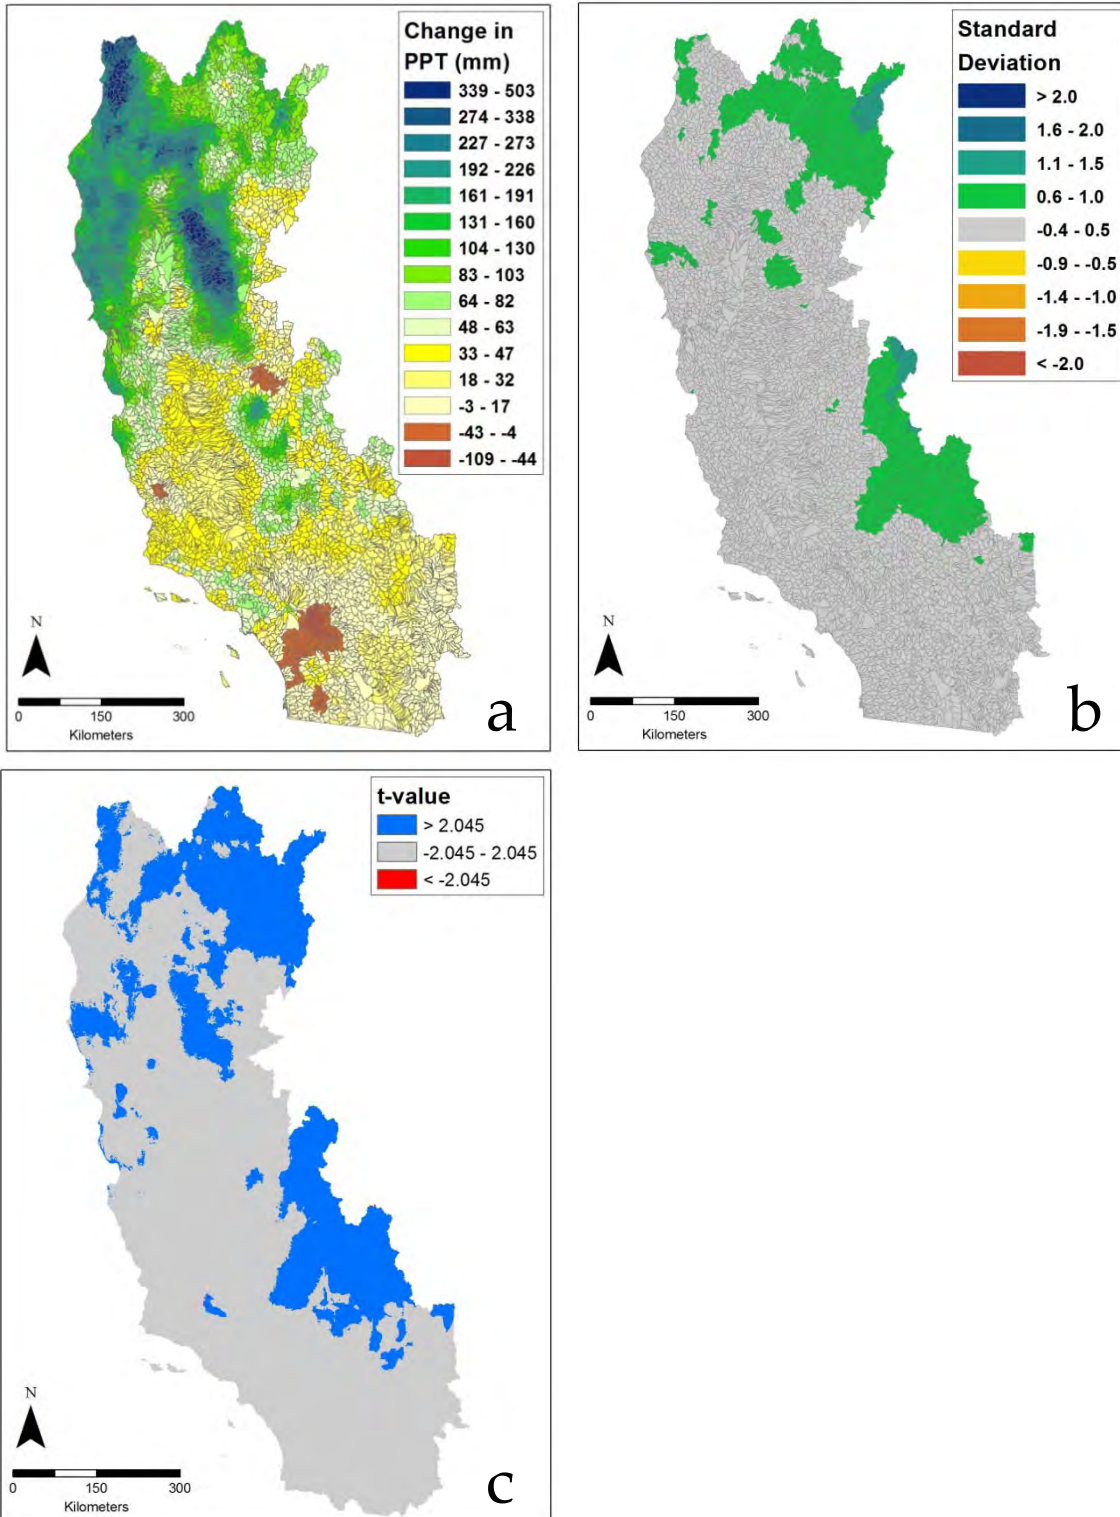 Change in
PPT (mm)
339 - 503
274 - 338
227 - 273
192 - 226
161 - 191
131 - 160
104 - 130
83 - 103
64 - 82
48 - 63
33 - 47
18 - 32
-3 - 17
-43 - -4
-109 - -44
N
0 150 300
Kilometers
a
Standard
Deviation
> 2.0
1.6 - 2.0
1.1 - 1.5
0.6 - 1.0
-0.4 - 0.5
-0.9 - -0.5
-1.4 - -1.0
-1.9 - -1.5
< -2.0
N
0 150 300
Kilometers
b
t-value
> 2.045
-2.045 - 2.045
< -2.045
N
0 150 300
Kilometers
c